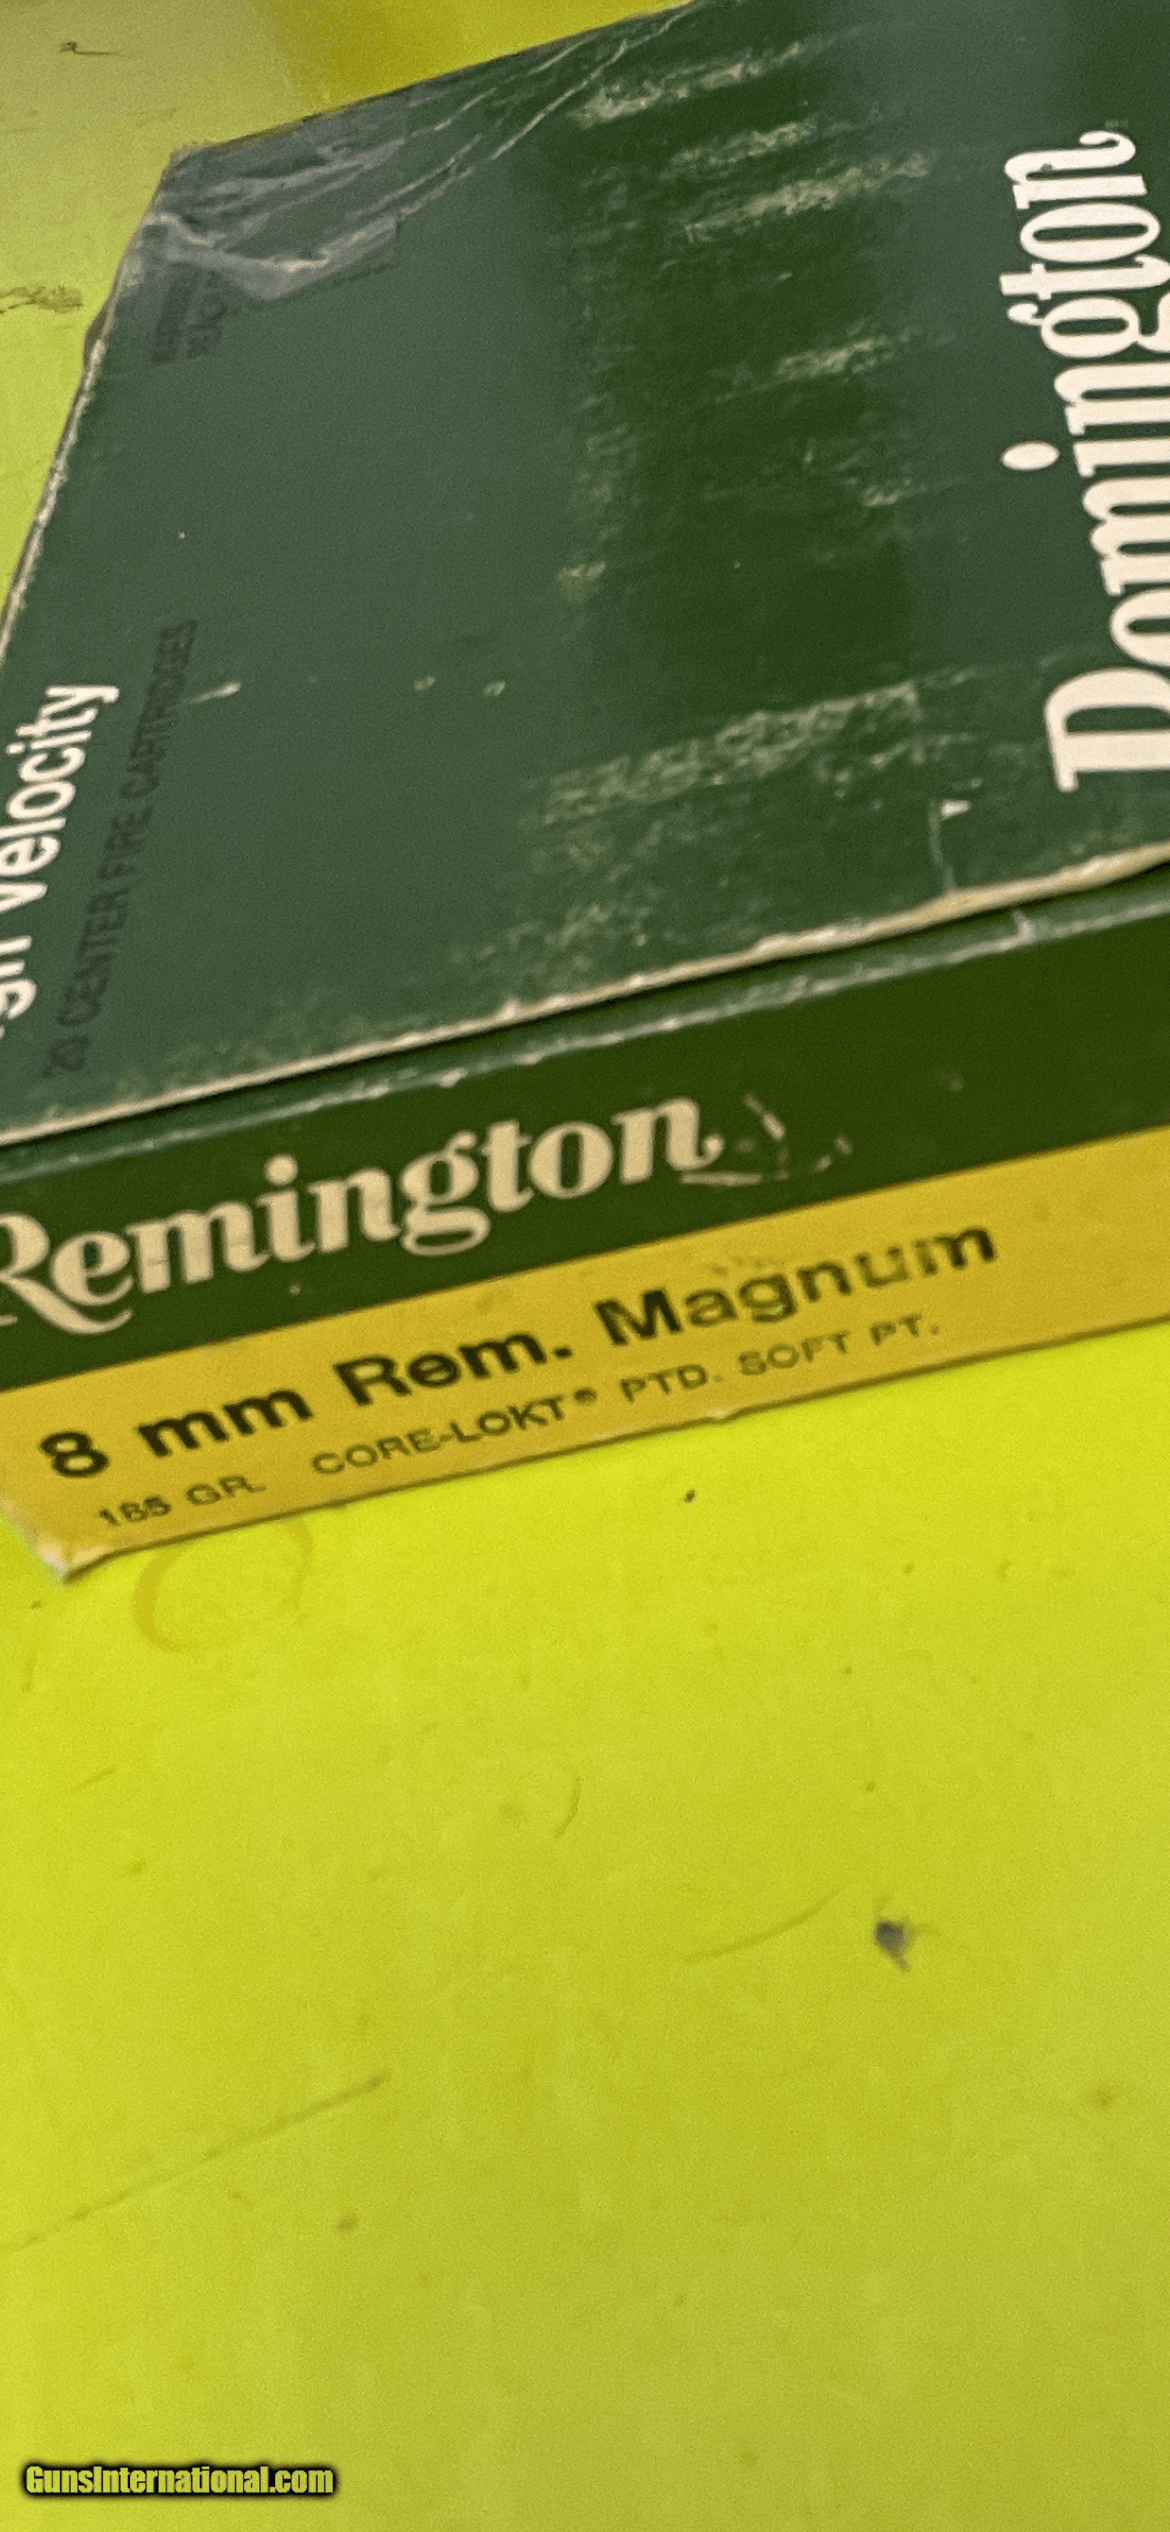 Remington
velocity
20 CENTER FIRE CARTRIDGES
Remington
8 mm Rem. Magnum
185 GR. CORE-LOKT® PTD. SOFT PT.
GunsInternational.com